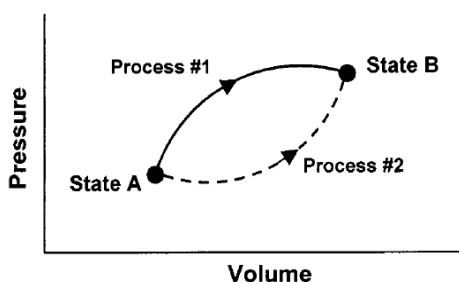 Process #1
State B
Pressure
State A
Process #2
Volume